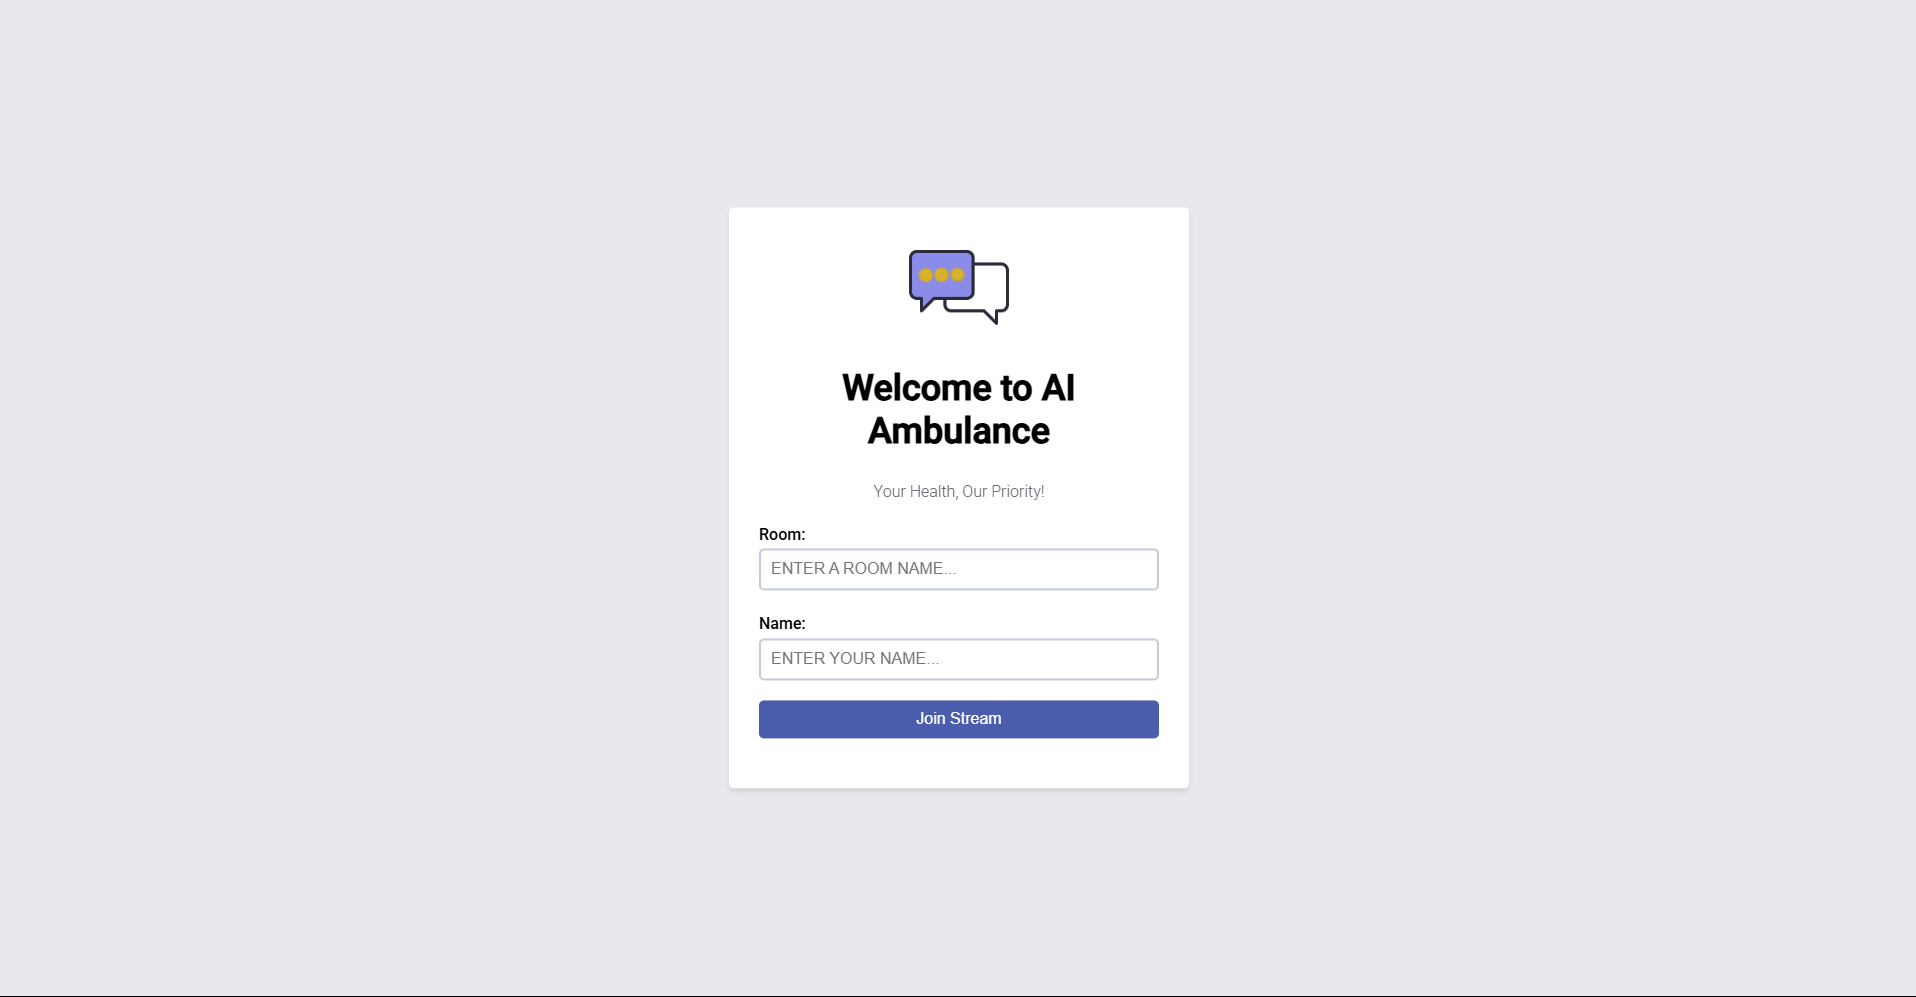 Welcome to AI
Ambulance
Your Health, Our Priority!
Room:
ENTER A ROOM NAME...
Name:
ENTER YOUR NAME...
Join Stream